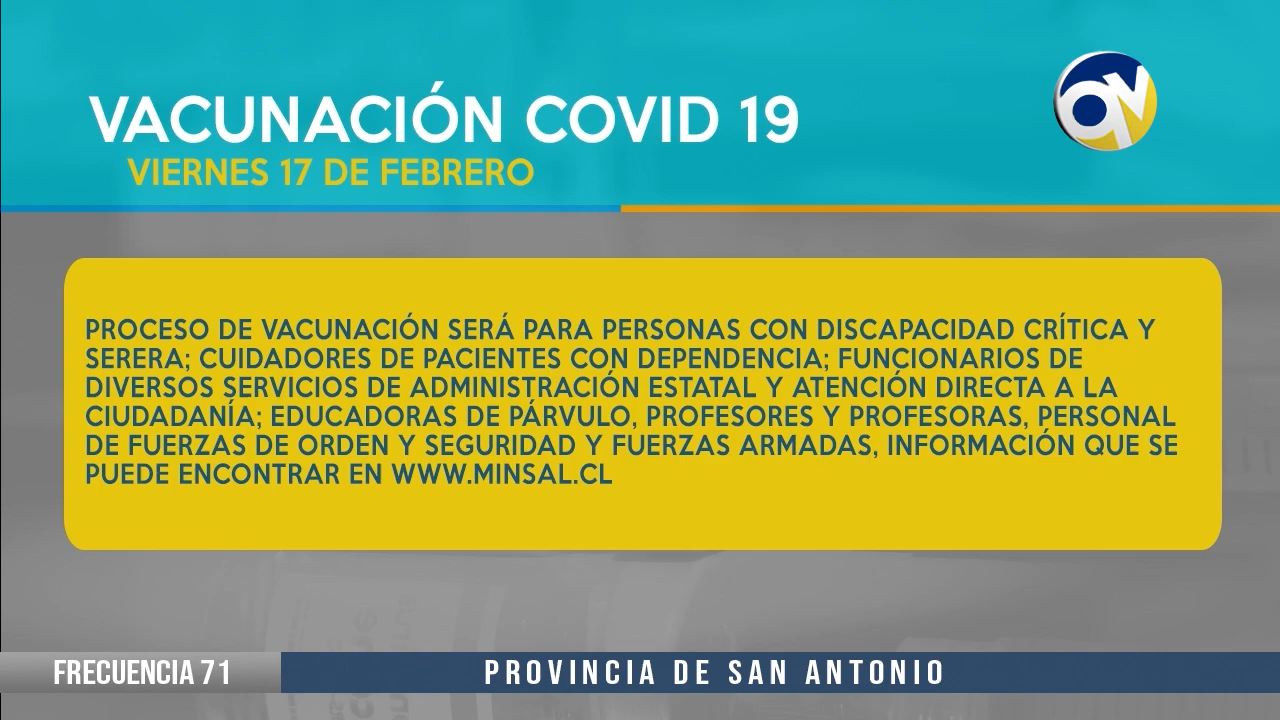 VACUNACIÓN COVID 19
VIERNES 17 DE FEBRERO
PROCESO DE VACUNACIÓN SERÁ PARA PERSONAS CON DISCAPACIDAD CRÍTICA Y
SERERA; CUIDADORES DE PACIENTES CON DEPENDENCIA; FUNCIONARIOS DE
DIVERSOS SERVICIOS DE ADMINISTRACIÓN ESTATAL Y ATENCIÓN DIRECTA A LA
CIUDADANÍA; EDUCADORAS DE PÁRVULO, PROFESORES Y PROFESORAS, PERSONAL
DE FUERZAS DE ORDEN Y SEGURIDAD Y FUERZAS ARMADAS, INFORMACIÓN QUE SE
PUEDE ENCONTRAR EN WWW.MINSAL.CL
FRECUENCIA 71
PROVINCIA DE SAN ANTONIO